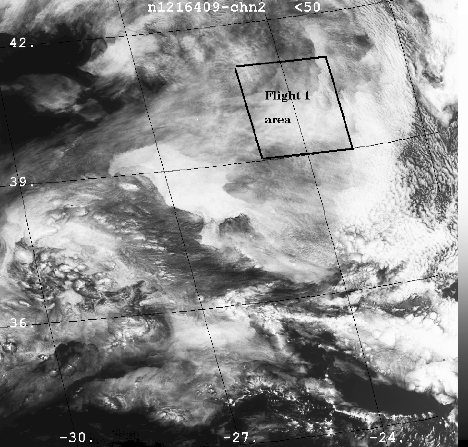 n1216409-chn2 <50
42.
Flight 1
area
39.
36.
-30. -27. -24.